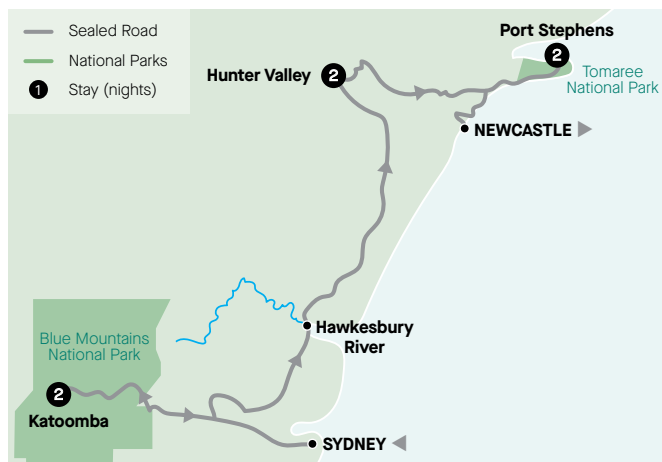 Sealed Road
National Parks
1 Stay (nights)
Port Stephens
2
Tomaree
National Park
Hunter Valley 2
NEWCASTLE
Hawkesbury
River
Blue Mountains
National Park
2
Katoomba
SYDNEY